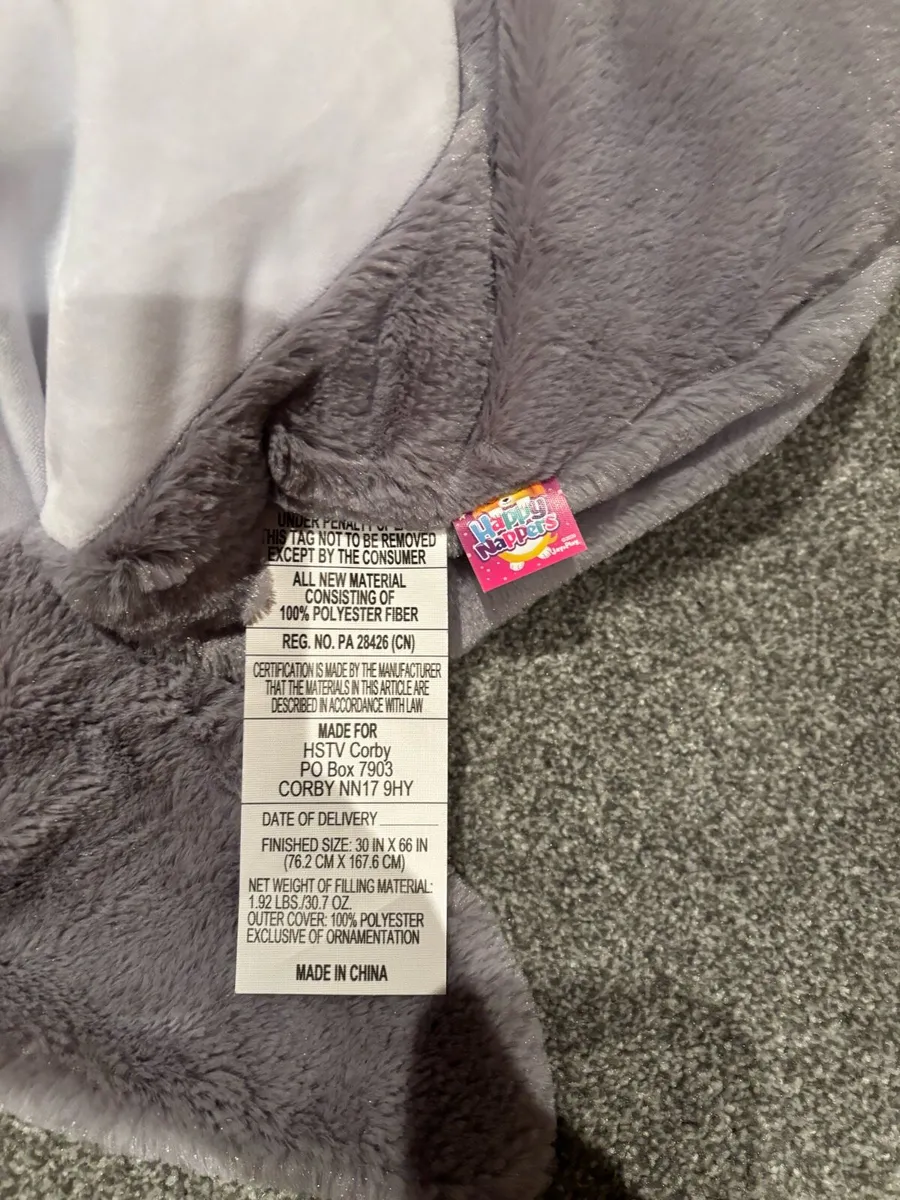 UNDER PENALTY OF
THIS TAG NOT TO BE REMOVED
EXCEPT BY THE CONSUMER
ALL NEW MATERIAL
CONSISTING OF
100% POLYESTER FIBER
REG. NO. PA 28426 (CN)
CERTIFICATION IS MADE BY THE MANUFACTURER
THAT THE MATERIALS IN THIS ARTICLE ARE
DESCRIBED IN ACCORDANCE WITH LAW
MADE FOR
HSTV Corby
PO Box 7903
CORBY NN17 9HY
DATE OF DELIVERY
FINISHED SIZE: 30 IN X 66 IN
(76.2 CM X 167.6 CM)
NET WEIGHT OF FILLING MATERIAL:
1.92 LBS./30.7 OZ.
OUTER COVER: 100% POLYESTER
EXCLUSIVE OF ORNAMENTATION
MADE IN CHINA
Happy
Nappers